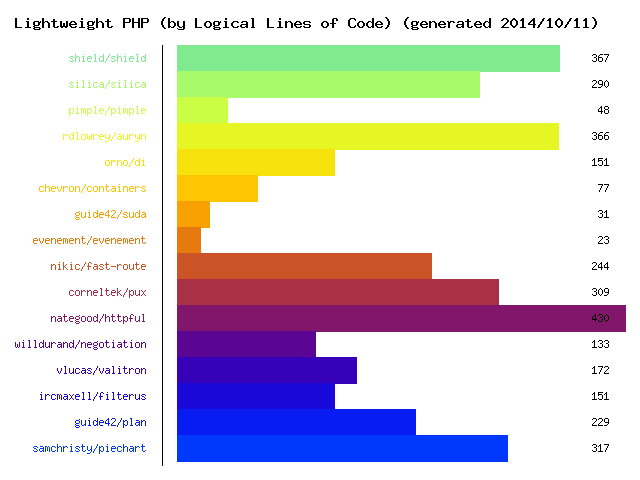 Lightweight PHP (by Logical Lines of Code) (generated 2014/10/11)
shield/shield 367
silica/silica 290
pimple/pimple 48
rdlowrey/auryn 366
orno/di 151
chevron/containers 77
guide42/suda 31
evenement/evenement 23
nikic/fast-route 244
corneltek/pux 309
nategood/httpful 430
willdurand/negotiation 133
vlucas/valitron 172
ircmaxell/filterus 151
guide42/plan 229
samchristy/piechart 317